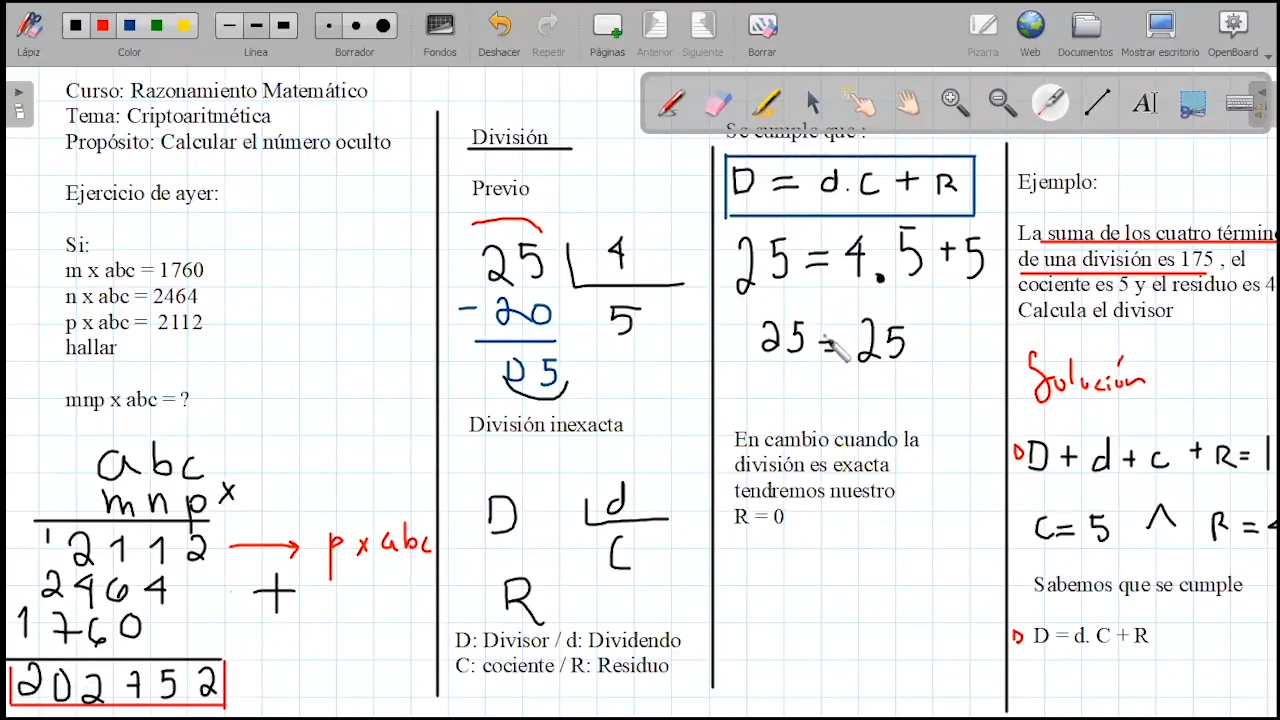 Lápiz
Color
Línea
Borrador
Fondos
Deshacer
Repetir
Páginas
Anterior
Siguiente
Borrar
Pizarra
Web
Documentos
Mostrar escritorio
OpenBoard
Curso: Razonamiento Matemático
Tema: Criptoaritmética
Propósito: Calcular el número oculto
Ejercicio de ayer:
Si:
m x abc = 1760
n x abc = 2464
p x abc = 2112
hallar
mnp x abc = ?
abc
mnp x
1
2112 → p x abc
2464 +
1760
202752
División
Previo
25 4
- 20 5
05
División inexacta
D d
C
R
D: Divisor / d: Dividendo
C: cociente / R: Residuo
Se cumple que :
D = d.C + R
25 = 4.5 + 5
25 = 25
En cambio cuando la
división es exacta
tendremos nuestro
R = 0
Ejemplo:
La suma de los cuatro términ
de una división es 175 , el
cociente es 5 y el residuo es 4
Calcula el divisor
Solución
D + d + c + R = 1
C = 5 ∧ R = 4
Sabemos que se cumple
D = d. C + R